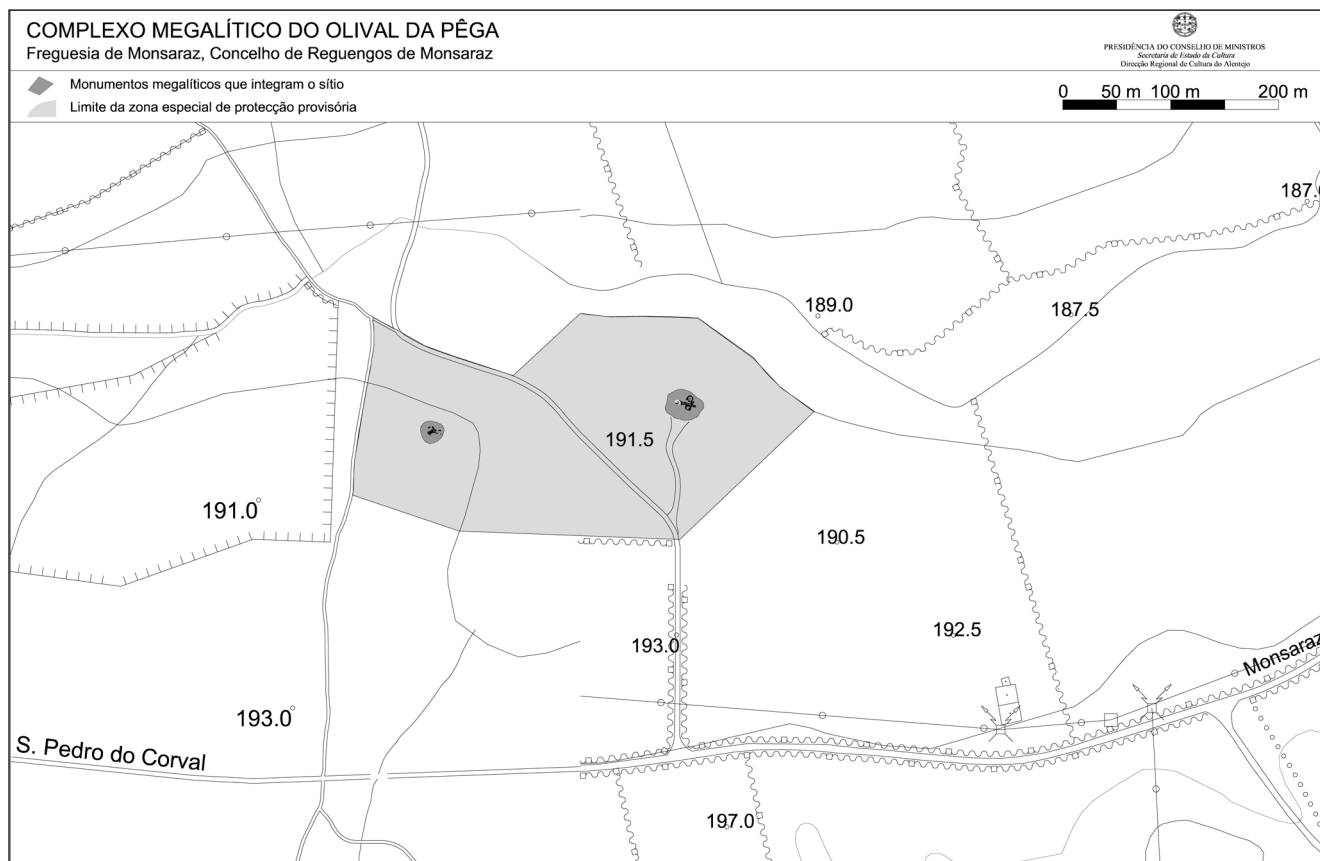 COMPLEXO MEGALÍTICO DO OLIVAL DA PÊGA
Freguesia de Monsaraz, Concelho de Reguengos de Monsaraz
PRESIDÊNCIA DO CONSELHO DE MINISTROS
Secretaria de Estado da Cultura
Direcção Regional de Cultura do Alentejo
Monumentos megalíticos que integram o sítio
Limite da zona especial de protecção provisória
0 50 m 100 m 200 m
187.0
189.0
187.5
191.5
191.0
190.5
192.5
193.0
Monsaraz
193.0
S. Pedro do Corval
197.0